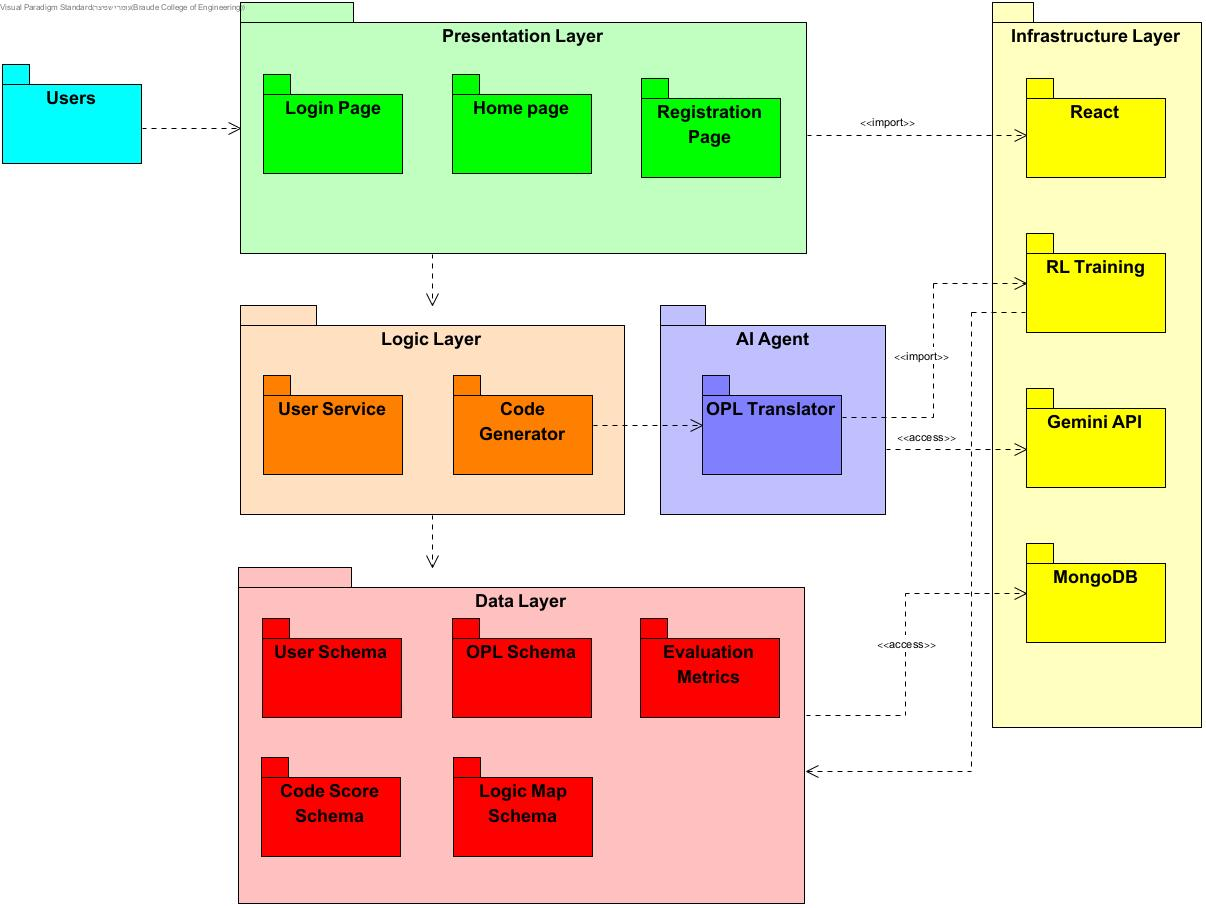 Visual Paradigm Standard(Braude College of Engineering)
Presentation Layer
Infrastructure Layer
Users
Login Page
Home page
Registration
Page
React
<<import>>
RL Training
Logic Layer
AI Agent
<<import>>
User Service
Code
Generator
OPL Translator
Gemini API
<<access>>
MongoDB
Data Layer
User Schema
OPL Schema
Evaluation
Metrics
<<access>>
Code Score
Schema
Logic Map
Schema